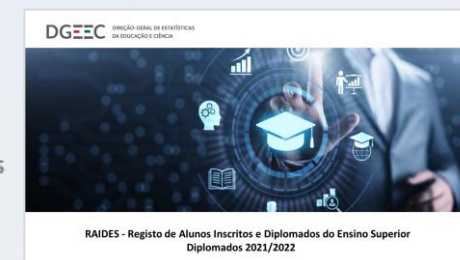 DGEEC DIREÇÃO-GERAL DE ESTATÍSTICAS
DA EDUCAÇÃO E CIÊNCIA
RAIDES - Registo de Alunos Inscritos e Diplomados do Ensino Superior
Diplomados 2021/2022